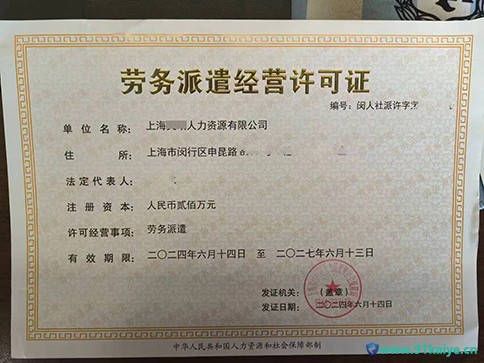 劳务派遣经营许可证
编号：闵人社派许字
单位名称：上海 人力资源有限公司
住所：上海市闵行区申昆路6
法定代表人：
注册资本：人民币贰佰万元
许可经营事项：劳务派遣
有效期限：二〇二四年六月十四日 至 二〇二七年六月十三日
发证机关：（盖章）
发证日期：二〇二四年六月十四日
中华人民共和国人力资源和社会保障部制
www.37kaiye.cn